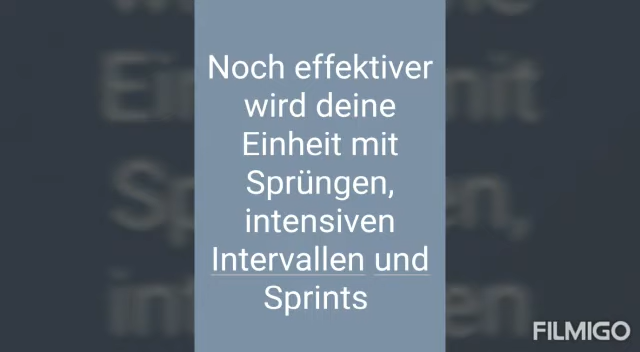 Noch effektiver
wird deine
Einheit mit
Sprüngen,
intensiven
Intervallen und
Sprints
FILMIGO